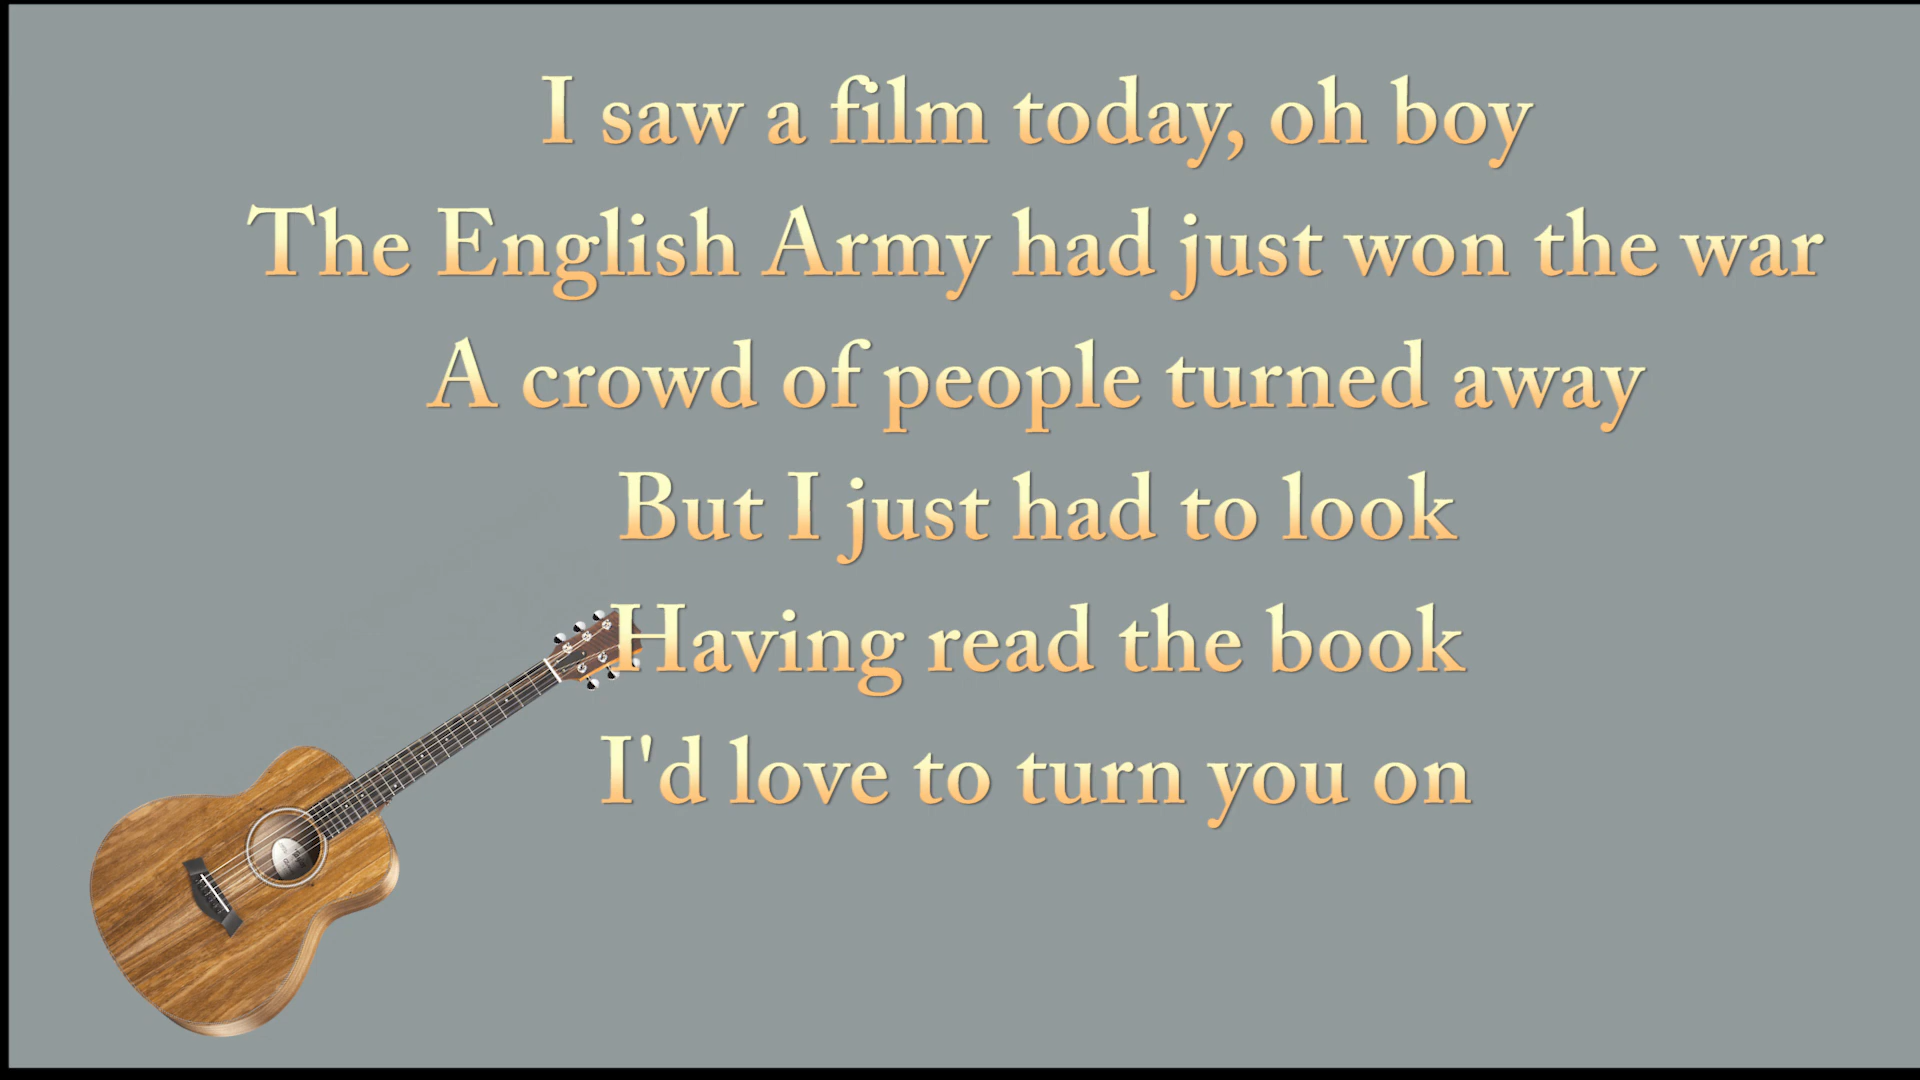 I saw a film today, oh boy
The English Army had just won the war
A crowd of people turned away
But I just had to look
Having read the book
I'd love to turn you on